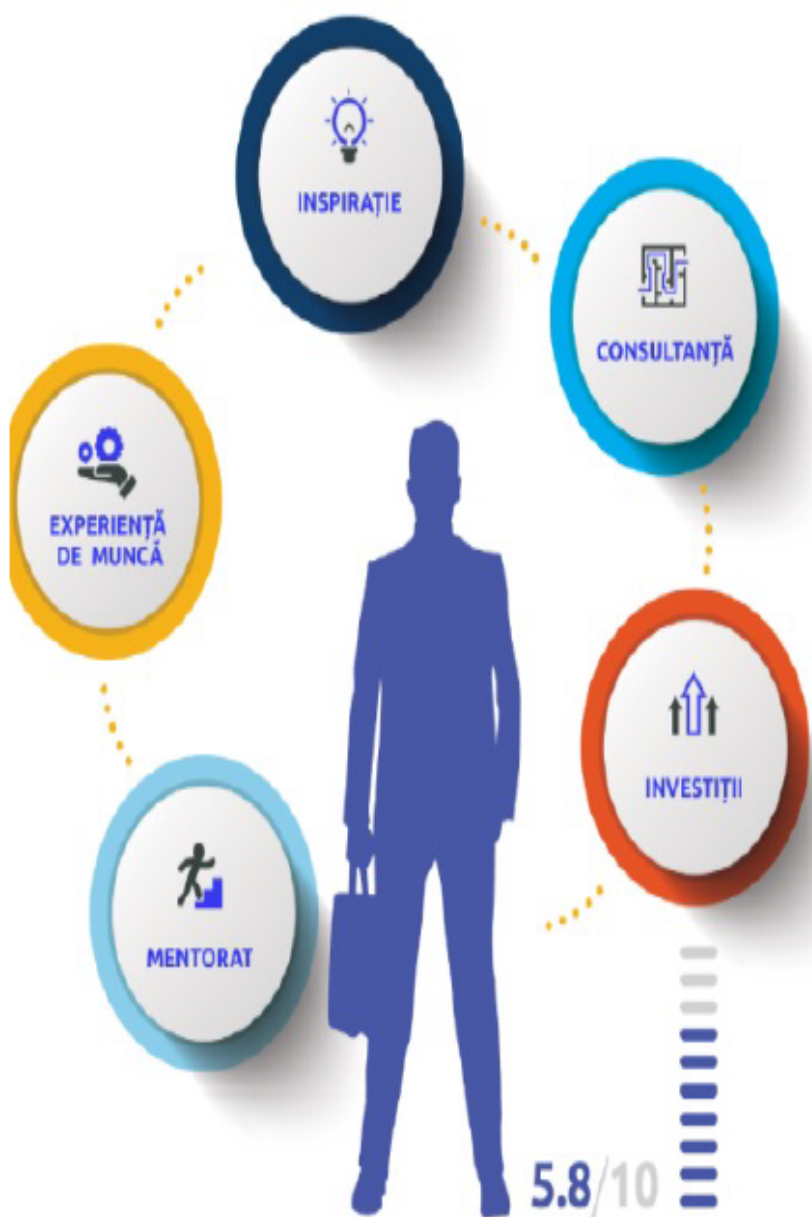 INSPIRAȚIE
CONSULTANȚĂ
EXPERIENȚĂ
DE MUNCĂ
INVESTIȚII
MENTORAT
5.8/10